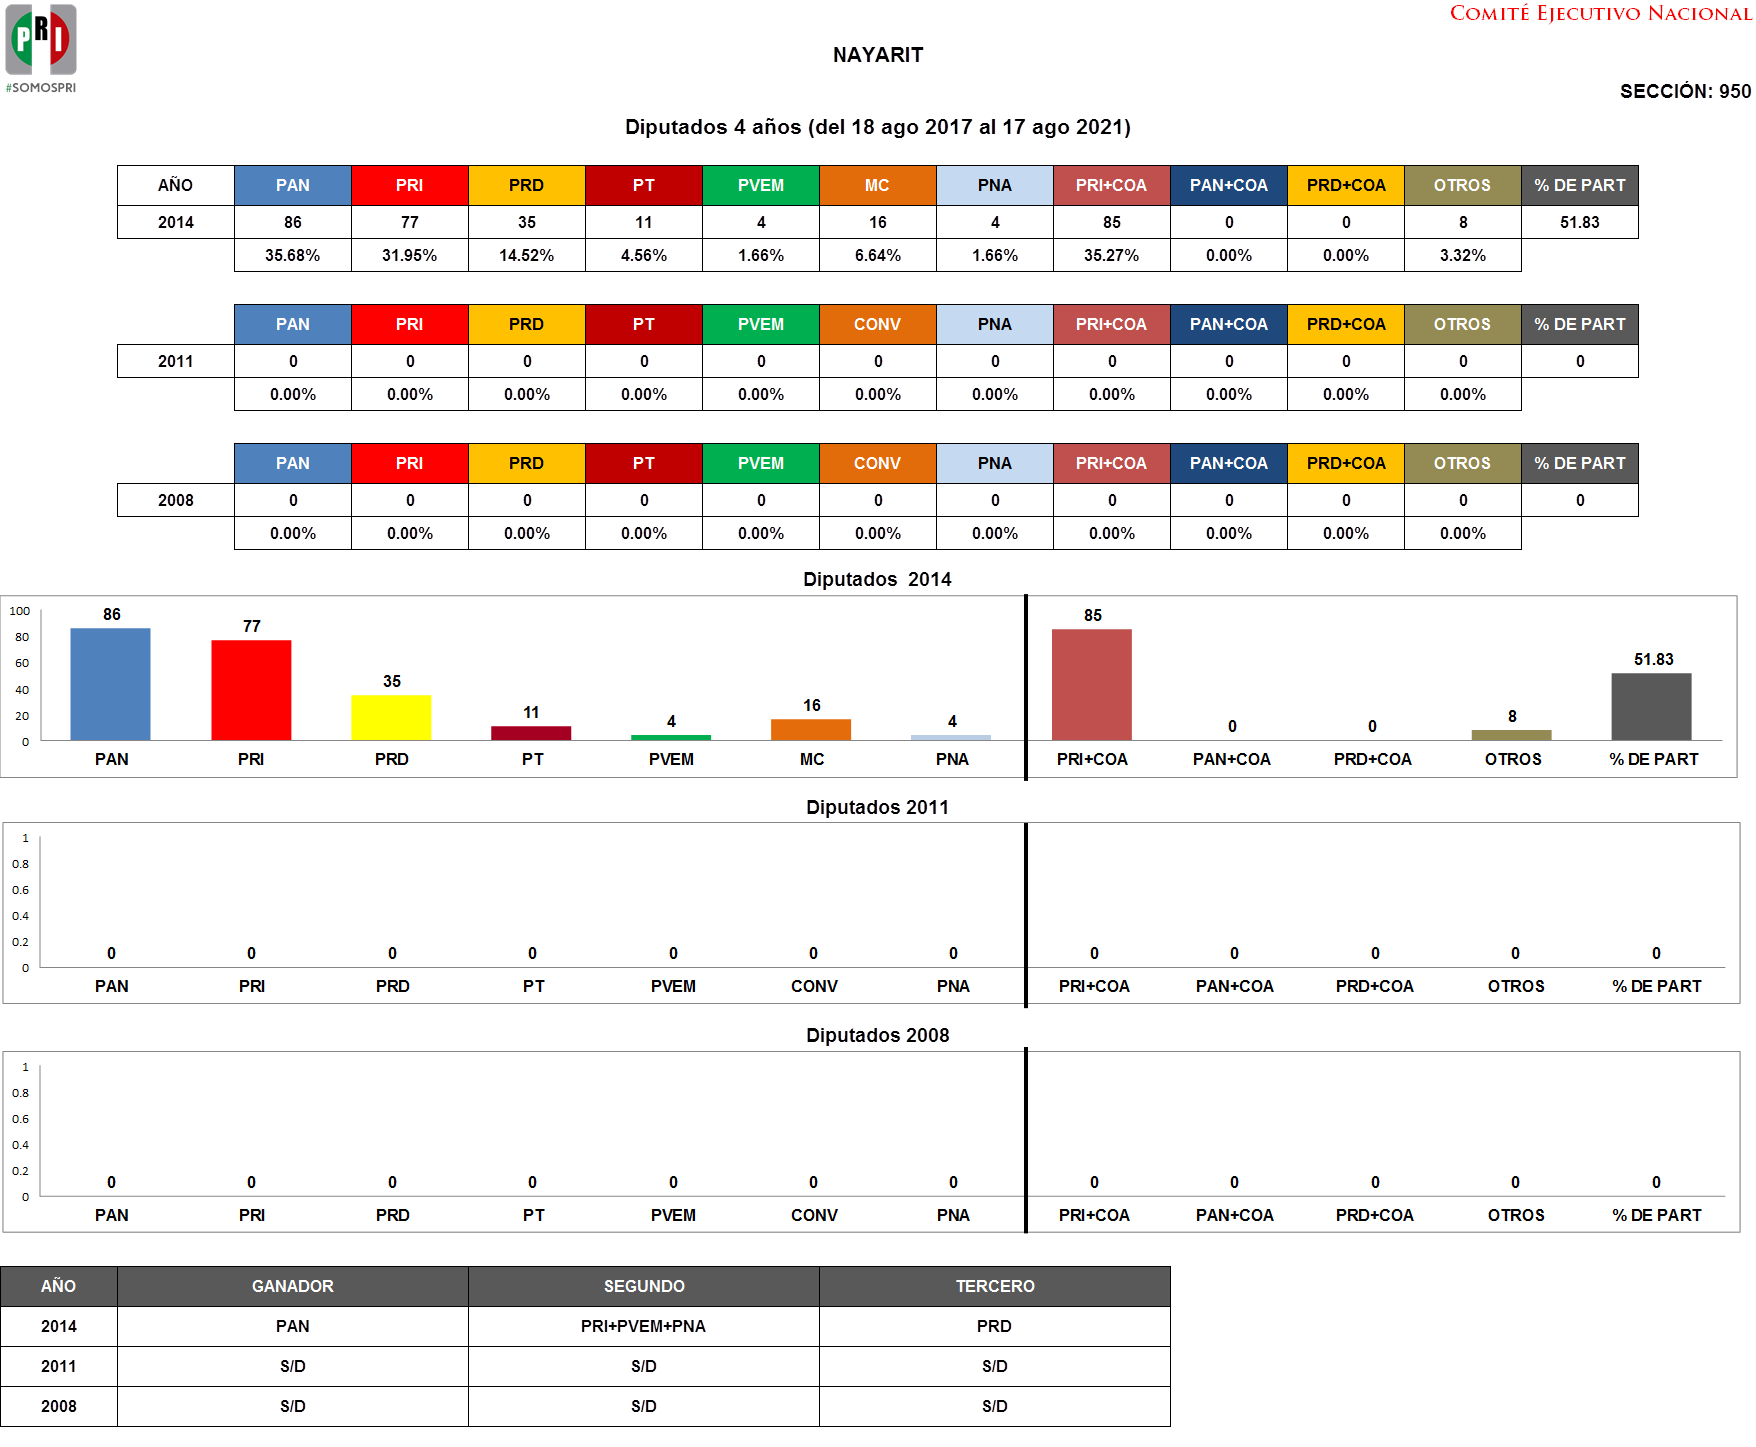 PRI
#SOMOSPRI
COMITÉ EJECUTIVO NACIONAL
NAYARIT
SECCIÓN: 950
Diputados 4 años (del 18 ago 2017 al 17 ago 2021)
AÑO PAN PRI PRD PT PVEM MC PNA PRI+COA PAN+COA PRD+COA OTROS % DE PART
2014 86 77 35 11 4 16 4 85 0 0 8 51.83
35.68% 31.95% 14.52% 4.56% 1.66% 6.64% 1.66% 35.27% 0.00% 0.00% 3.32%
PAN PRI PRD PT PVEM CONV PNA PRI+COA PAN+COA PRD+COA OTROS % DE PART
2011 0 0 0 0 0 0 0 0 0 0 0 0
0.00% 0.00% 0.00% 0.00% 0.00% 0.00% 0.00% 0.00% 0.00% 0.00% 0.00%
PAN PRI PRD PT PVEM CONV PNA PRI+COA PAN+COA PRD+COA OTROS % DE PART
2008 0 0 0 0 0 0 0 0 0 0 0 0
0.00% 0.00% 0.00% 0.00% 0.00% 0.00% 0.00% 0.00% 0.00% 0.00% 0.00%
Diputados 2014
100
80
60
40
20
0
86 77 35 11 4 16 4 85 0 0 8 51.83
PAN PRI PRD PT PVEM MC PNA PRI+COA PAN+COA PRD+COA OTROS % DE PART
Diputados 2011
1
0.8
0.6
0.4
0.2
0
0 0 0 0 0 0 0 0 0 0 0 0
PAN PRI PRD PT PVEM CONV PNA PRI+COA PAN+COA PRD+COA OTROS % DE PART
Diputados 2008
1
0.8
0.6
0.4
0.2
0
0 0 0 0 0 0 0 0 0 0 0 0
PAN PRI PRD PT PVEM CONV PNA PRI+COA PAN+COA PRD+COA OTROS % DE PART
AÑO GANADOR SEGUNDO TERCERO
2014 PAN PRI+PVEM+PNA PRD
2011 S/D S/D S/D
2008 S/D S/D S/D